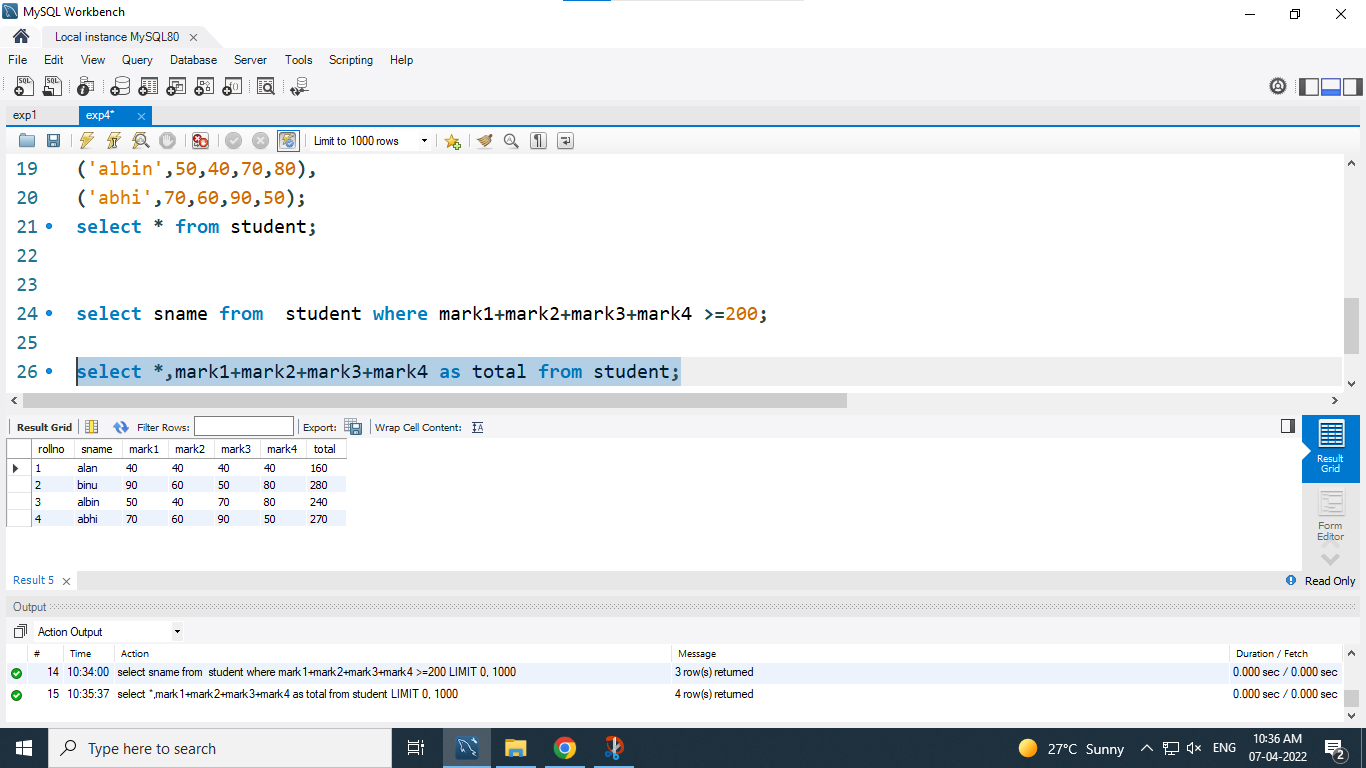 MySQL Workbench
Local instance MySQL80
File Edit View Query Database Server Tools Scripting Help
exp1 exp4*
Limit to 1000 rows
19 ('albin',50,40,70,80),
20 ('abhi',70,60,90,50);
21 select * from student;
22
23
24 select sname from  student where mark1+mark2+mark3+mark4 >=200;
25
26 select *,mark1+mark2+mark3+mark4 as total from student;
Result Grid Filter Rows: Export: Wrap Cell Content:
rollno sname mark1 mark2 mark3 mark4 total
1 alan 40 40 40 40 160
2 binu 90 60 50 80 280
3 albin 50 40 70 80 240
4 abhi 70 60 90 50 270
Result
Grid
Form
Editor
Result 5
Read Only
Output
Action Output
# Time Action Message Duration / Fetch
14 10:34:00 select sname from  student where mark1+mark2+mark3+mark4 >=200 LIMIT 0, 1000 3 row(s) returned 0.000 sec / 0.000 sec
15 10:35:37 select *,mark1+mark2+mark3+mark4 as total from student LIMIT 0, 1000 4 row(s) returned 0.000 sec / 0.000 sec
Type here to search
27°C Sunny
ENG
10:36 AM
07-04-2022
2